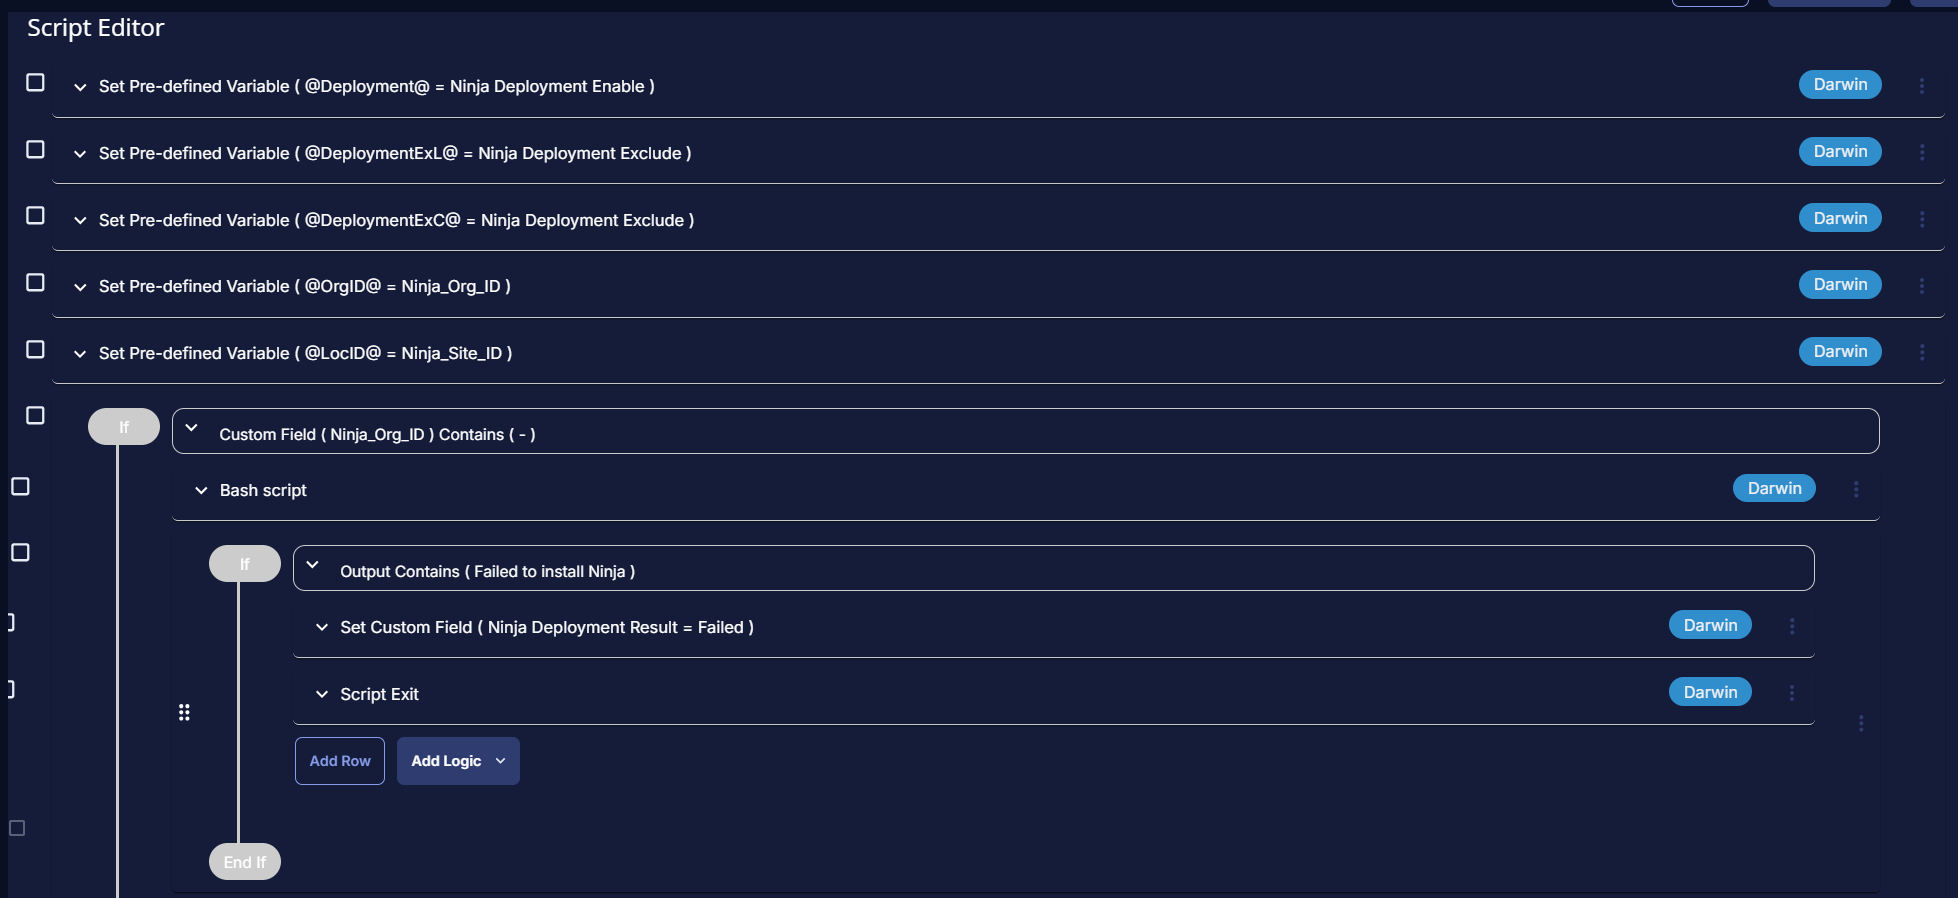 Script Editor
Set Pre-defined Variable ( @Deployment@ = Ninja Deployment Enable )
Darwin
Set Pre-defined Variable ( @DeploymentExL@ = Ninja Deployment Exclude )
Darwin
Set Pre-defined Variable ( @DeploymentExC@ = Ninja Deployment Exclude )
Darwin
Set Pre-defined Variable ( @OrgID@ = Ninja_Org_ID )
Darwin
Set Pre-defined Variable ( @LocID@ = Ninja_Site_ID )
Darwin
If
Custom Field ( Ninja_Org_ID ) Contains ( - )
Bash script
Darwin
If
Output Contains ( Failed to install Ninja )
Set Custom Field ( Ninja Deployment Result = Failed )
Darwin
Script Exit
Darwin
Add Row
Add Logic
End If